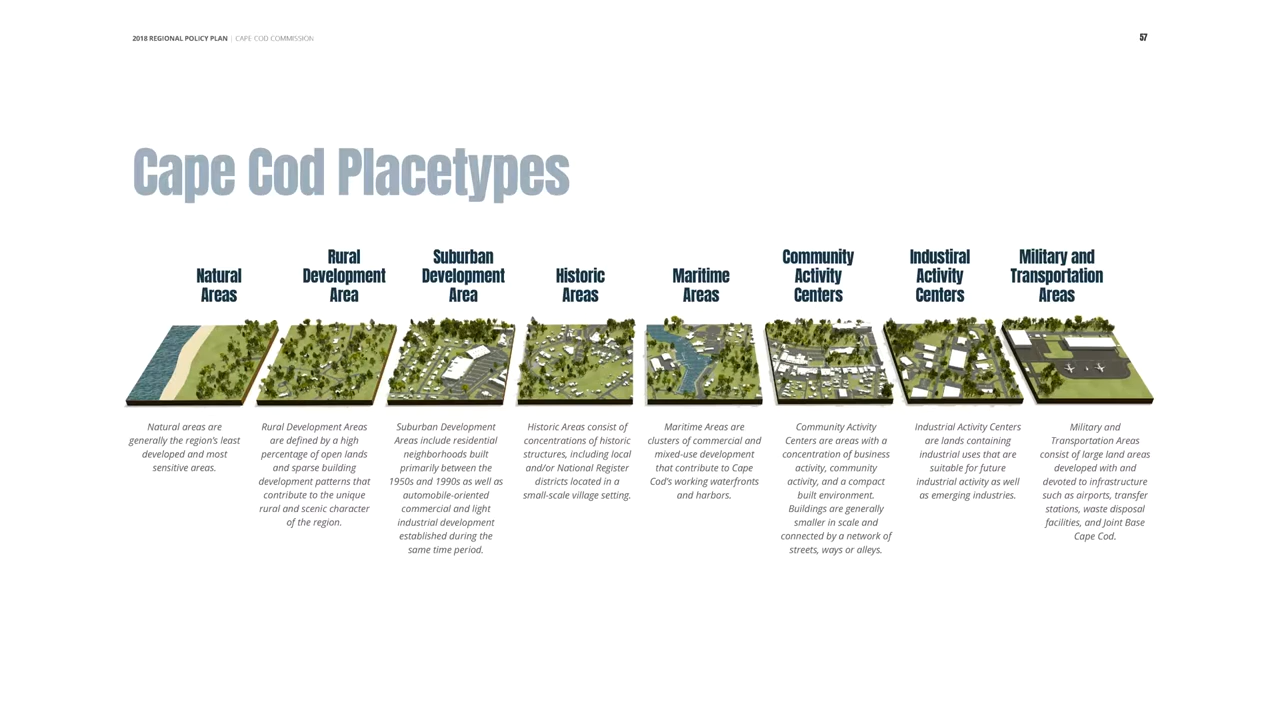 2018 REGIONAL POLICY PLAN | CAPE COD COMMISSION
57
Cape Cod Placetypes
Natural
Areas
Rural
Development
Area
Suburban
Development
Area
Historic
Areas
Maritime
Areas
Community
Activity
Centers
Industiral
Activity
Centers
Military and
Transportation
Areas
Natural areas are
generally the region's least
developed and most
sensitive areas.
Rural Development Areas
are defined by a high
percentage of open lands
and sparse building
development patterns that
contribute to the unique
rural and scenic character
of the region.
Suburban Development
Areas include residential
neighborhoods built
primarily between the
1950s and 1990s as well as
automobile-oriented
commercial and light
industrial development
established during the
same time period.
Historic Areas consist of
concentrations of historic
structures, including local
and/or National Register
districts located in a
small-scale village setting.
Maritime Areas are
clusters of commercial and
mixed-use development
that contribute to Cape
Cod's working waterfronts
and harbors.
Community Activity
Centers are areas with a
concentration of business
activity, community
activity, and a compact
built environment.
Buildings are generally
smaller in scale and
connected by a network of
streets, ways or alleys.
Industrial Activity Centers
are lands containing
industrial uses that are
suitable for future
industrial activity as well
as emerging industries.
Military and
Transportation Areas
consist of large land areas
developed with and
devoted to infrastructure
such as airports, transfer
stations, waste disposal
facilities, and Joint Base
Cape Cod.